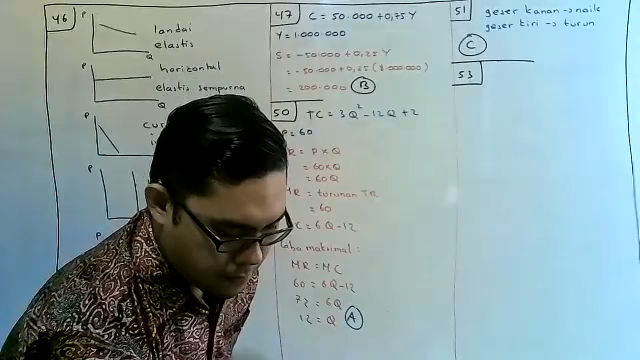 46
P
landai
elastis
Q
P
horizontal
elastis sempurna
Q
P
P
P
47
C = 50.000 + 0,75 Y
Y = 1.000.000
S = -50.000 + 0,25 Y
= -50.000 + 0,25 (1.000.000)
= 200.000 B
50
TC = 3Q² - 12Q + 2
P = 60
= P × Q
= 60 × Q
= 60Q
MR = turunan TR
= 60
= 6Q - 12
laba maksimal :
MR = MC
60 = 6Q - 12
72 = 6Q
12 = Q A
51
geser kanan → naik
geser kiri → turun
C
53